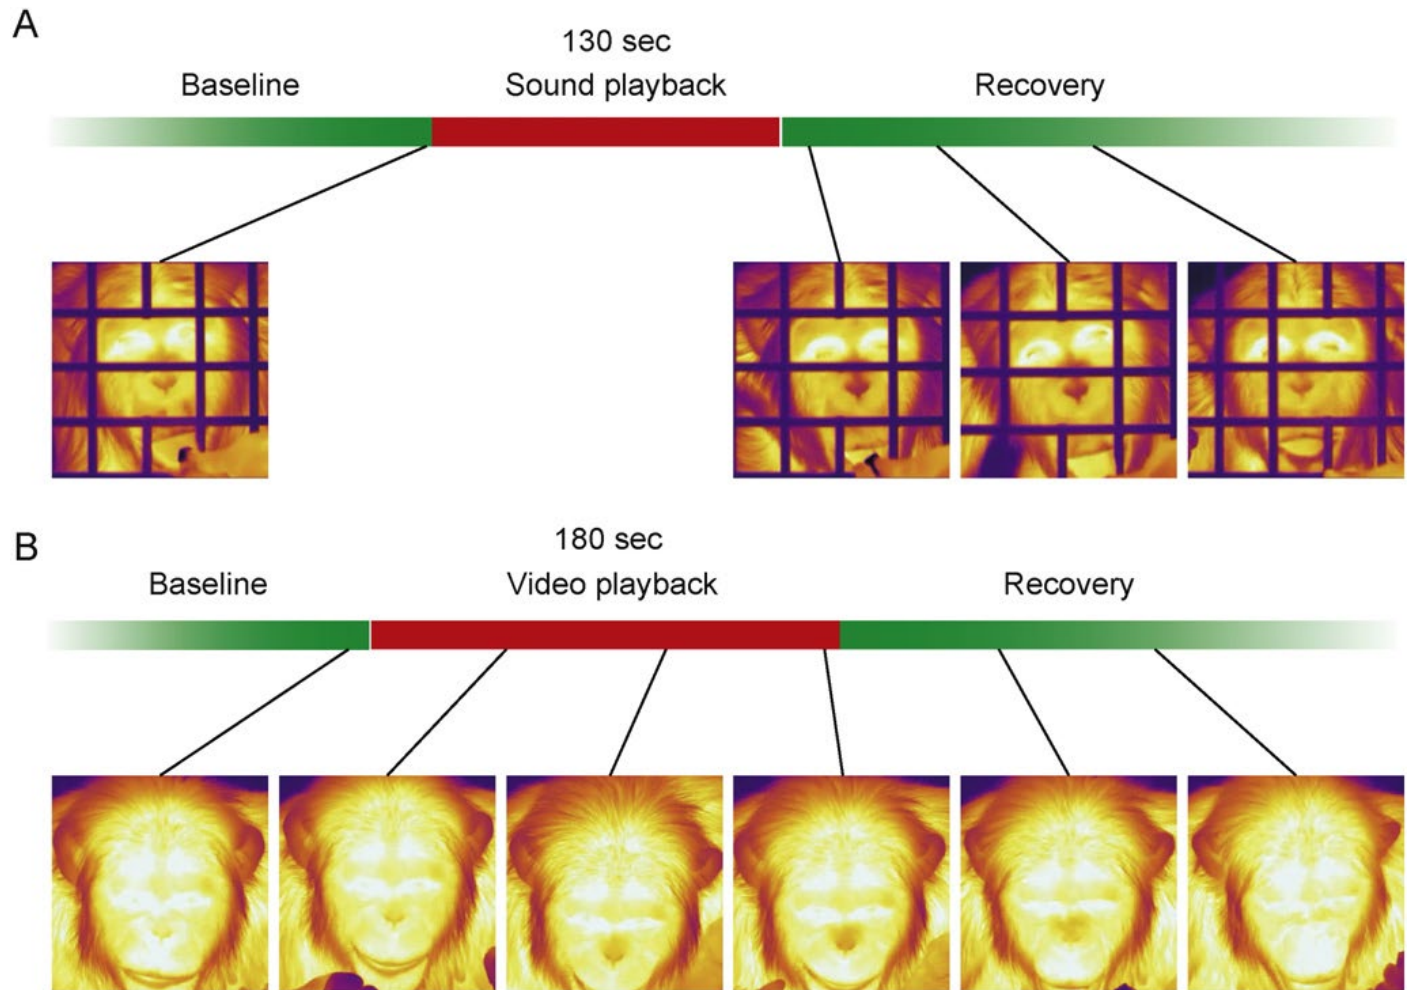 A
130 sec
Baseline
Sound playback
Recovery
B
180 sec
Baseline
Video playback
Recovery